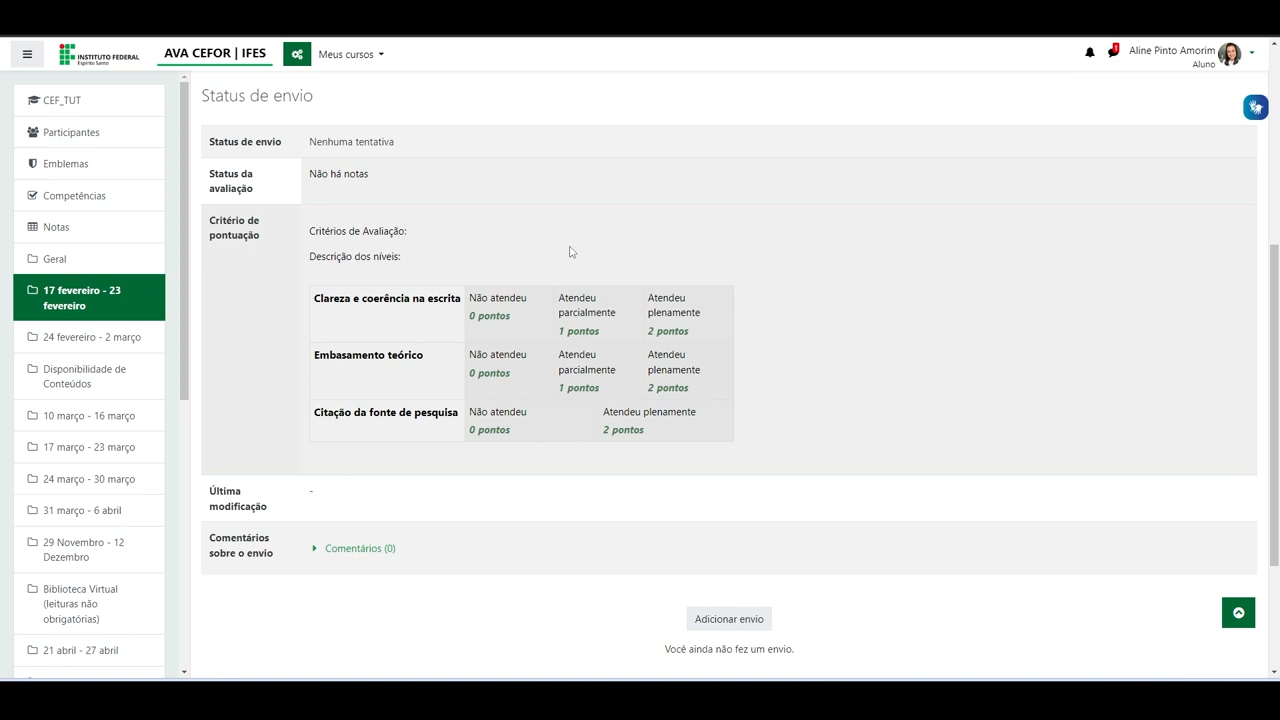 INSTITUTO FEDERAL
Espírito Santo
AVA CEFOR | IFES
Meus cursos
1
Aline Pinto Amorim
Aluno
CEF_TUT
Participantes
Emblemas
Competências
Notas
Geral
17 fevereiro - 23
fevereiro
24 fevereiro - 2 março
Disponibilidade de
Conteúdos
10 março - 16 março
17 março - 23 março
24 março - 30 março
31 março - 6 abril
29 Novembro - 12
Dezembro
Biblioteca Virtual
(leituras não
obrigatórias)
21 abril - 27 abril
Status de envio
Status de envio
Nenhuma tentativa
Status da
avaliação
Não há notas
Critério de
pontuação
Critérios de Avaliação:
Descrição dos níveis:
Clareza e coerência na escrita
Não atendeu
0 pontos
Atendeu
parcialmente
1 pontos
Atendeu
plenamente
2 pontos
Embasamento teórico
Não atendeu
0 pontos
Atendeu
parcialmente
1 pontos
Atendeu
plenamente
2 pontos
Citação da fonte de pesquisa
Não atendeu
0 pontos
Atendeu plenamente
2 pontos
Última
modificação
-
Comentários
sobre o envio
Comentários (0)
Adicionar envio
Você ainda não fez um envio.